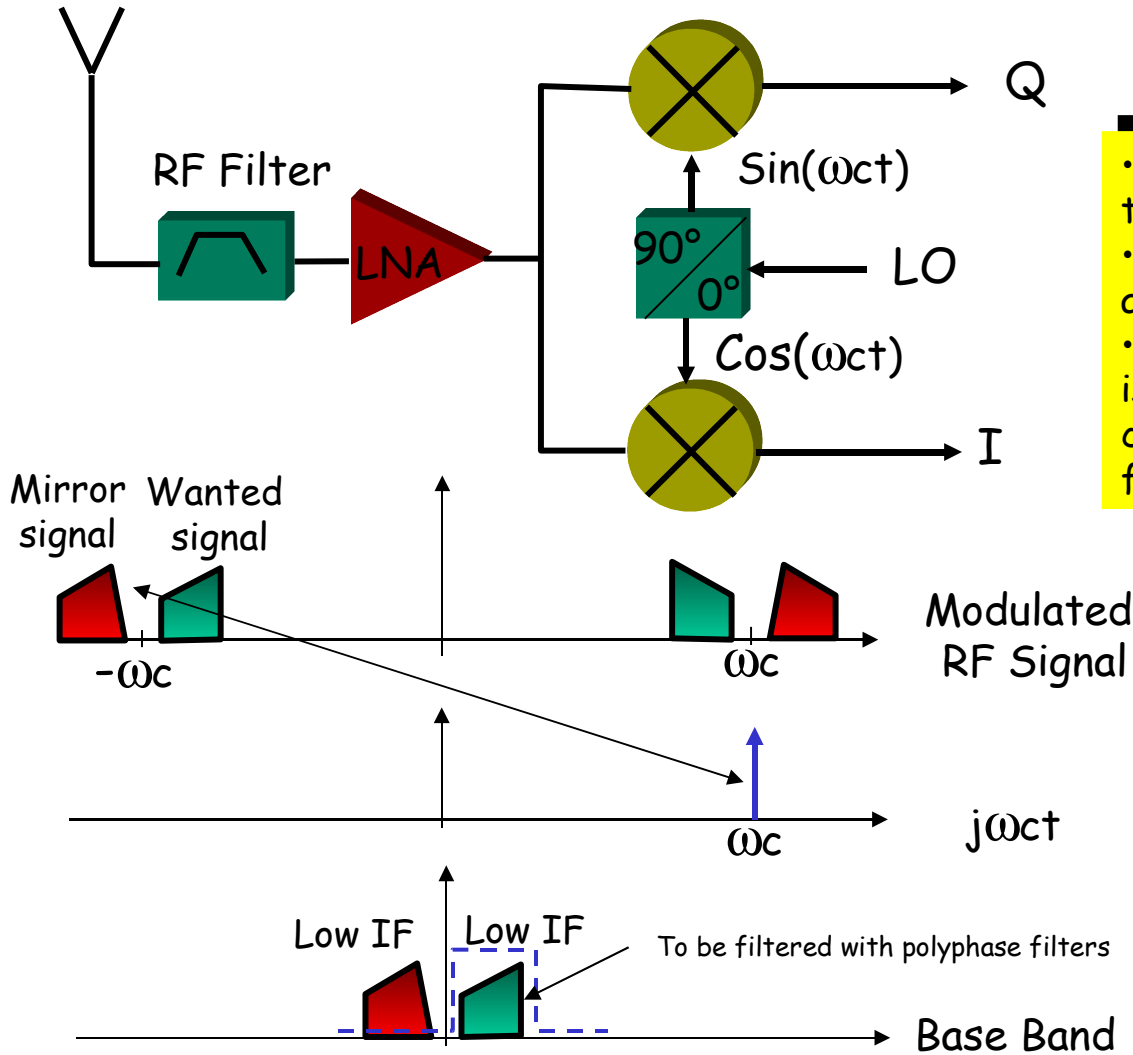 Q
RF Filter
Sin(ωct)
LNA
90°
0°
LO
Cos(ωct)
I
Mirror
signal
Wanted
signal
Modulated
RF Signal
-ωc
ωc
jωct
ωc
Low IF
Low IF
To be filtered with polyphase filters
Base Band